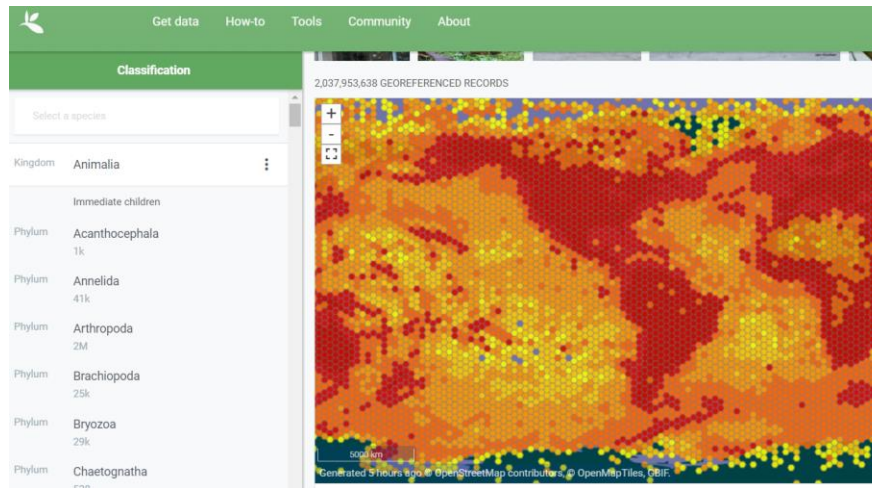 Get data How-to Tools Community About
Classification
Select a species
Kingdom Animalia
Immediate children
Phylum Acanthocephala
1k
Phylum Annelida
41k
Phylum Arthropoda
2M
Phylum Brachiopoda
25k
Phylum Bryozoa
29k
Phylum Chaetognatha
2,037,953,638 GEOREFERENCED RECORDS
+
-
5000 km
Generated 5 hours ago © OpenStreetMap contributors, © OpenMapTiles, GBIF.